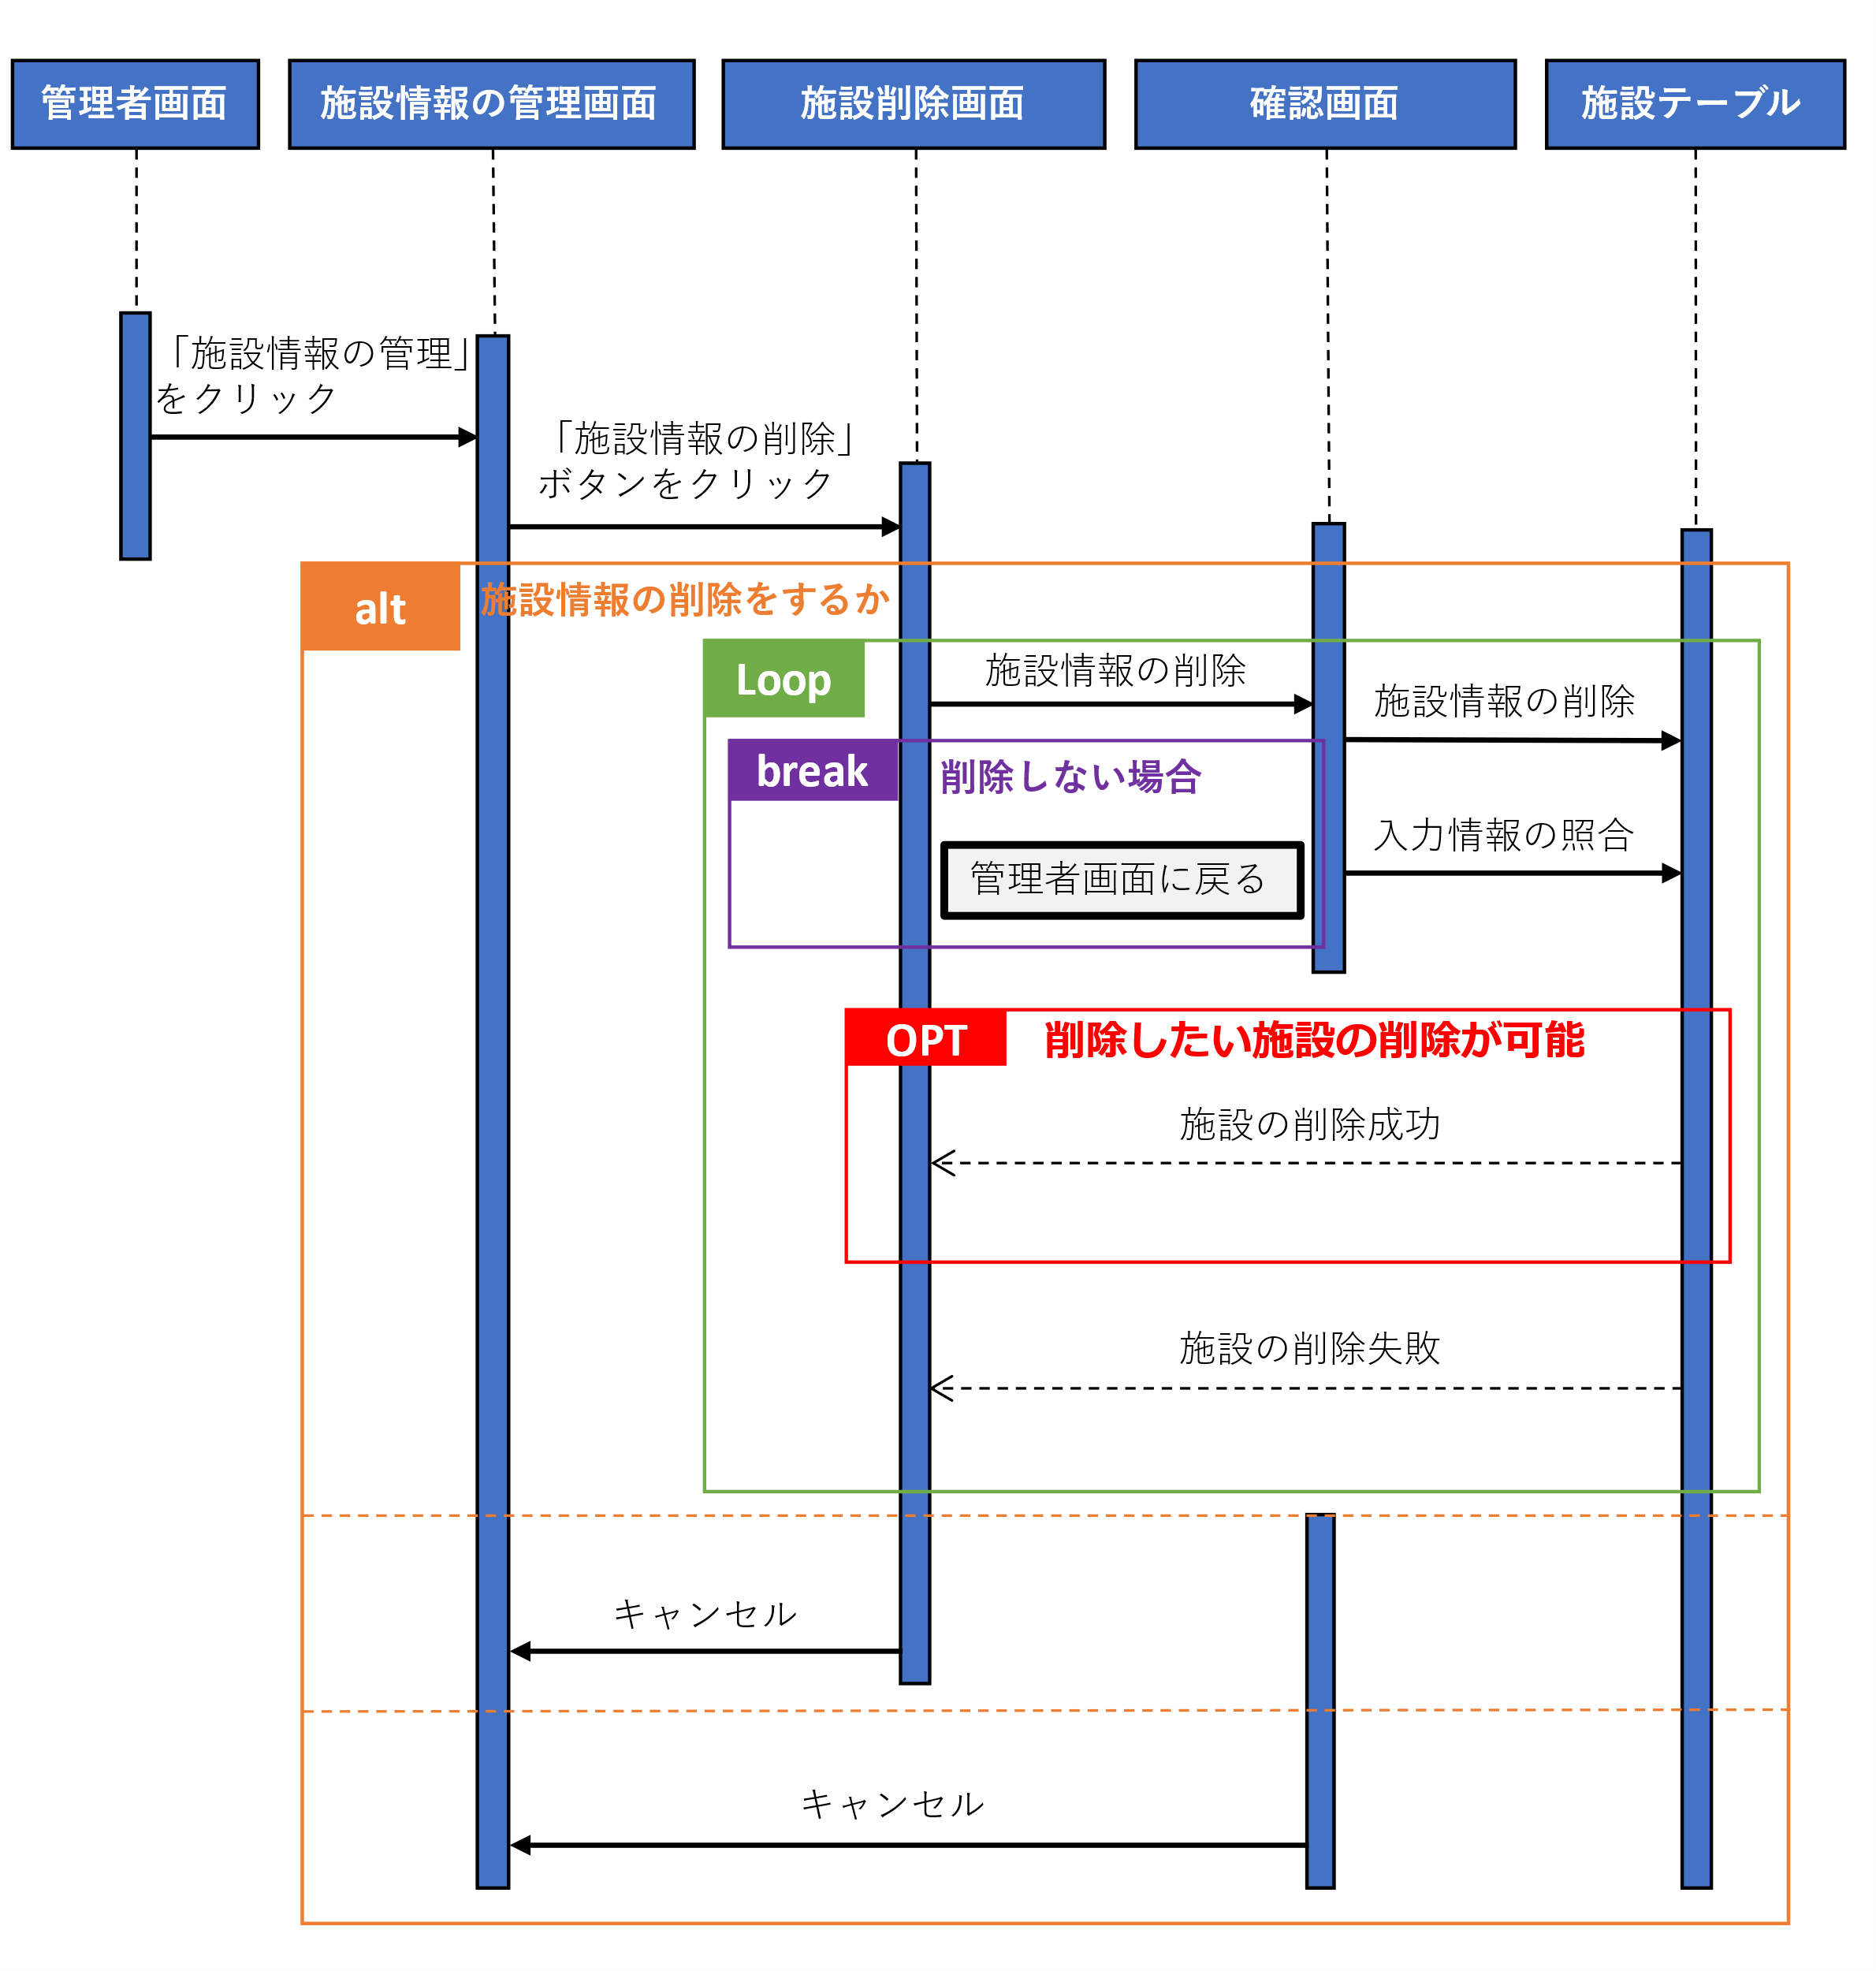 管理者画面
施設情報の管理画面
施設削除画面
確認画面
施設テーブル
「施設情報の管理」
をクリック
「施設情報の削除」
ボタンをクリック
alt
施設情報の削除をするか
Loop
施設情報の削除
施設情報の削除
break
削除しない場合
入力情報の照合
管理者画面に戻る
OPT
削除したい施設の削除が可能
施設の削除成功
施設の削除失敗
キャンセル
キャンセル